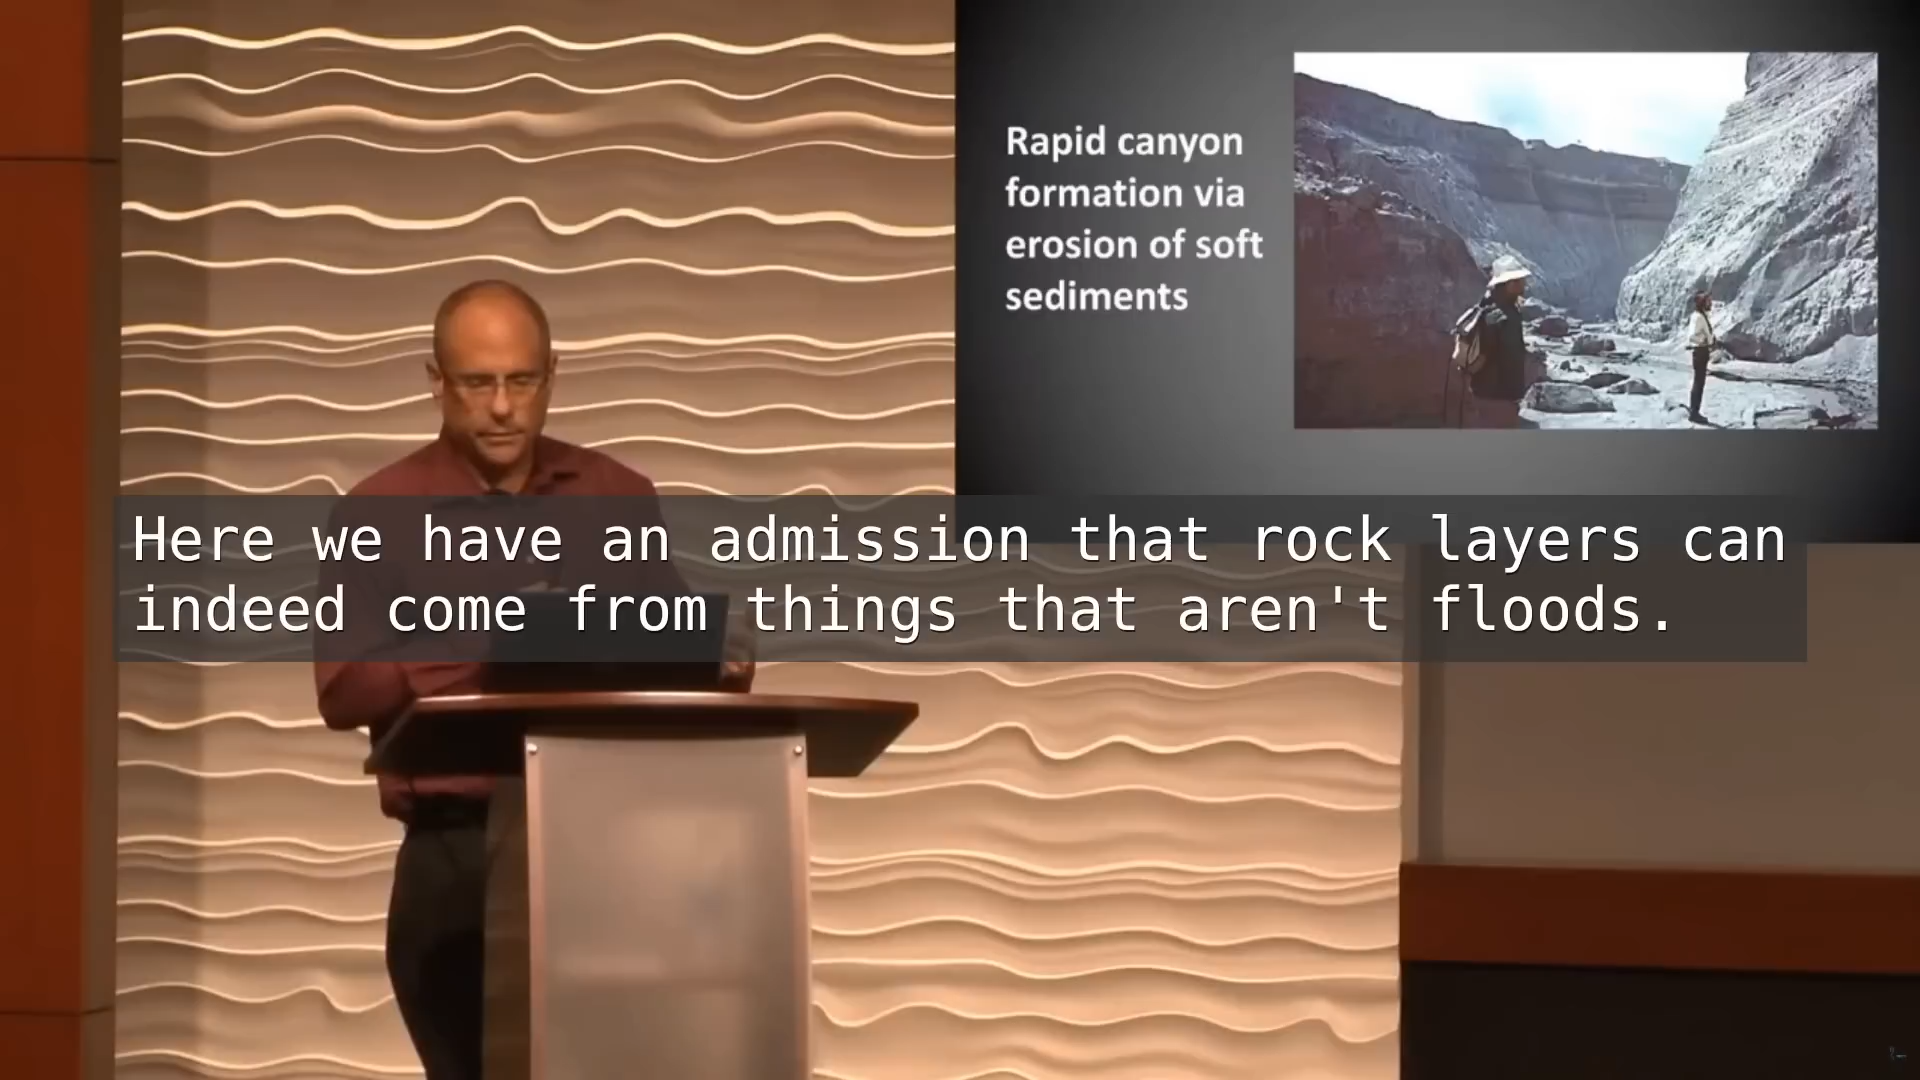 Rapid canyon
formation via
erosion of soft
sediments
Here we have an admission that rock layers can
indeed come from things that aren't floods.